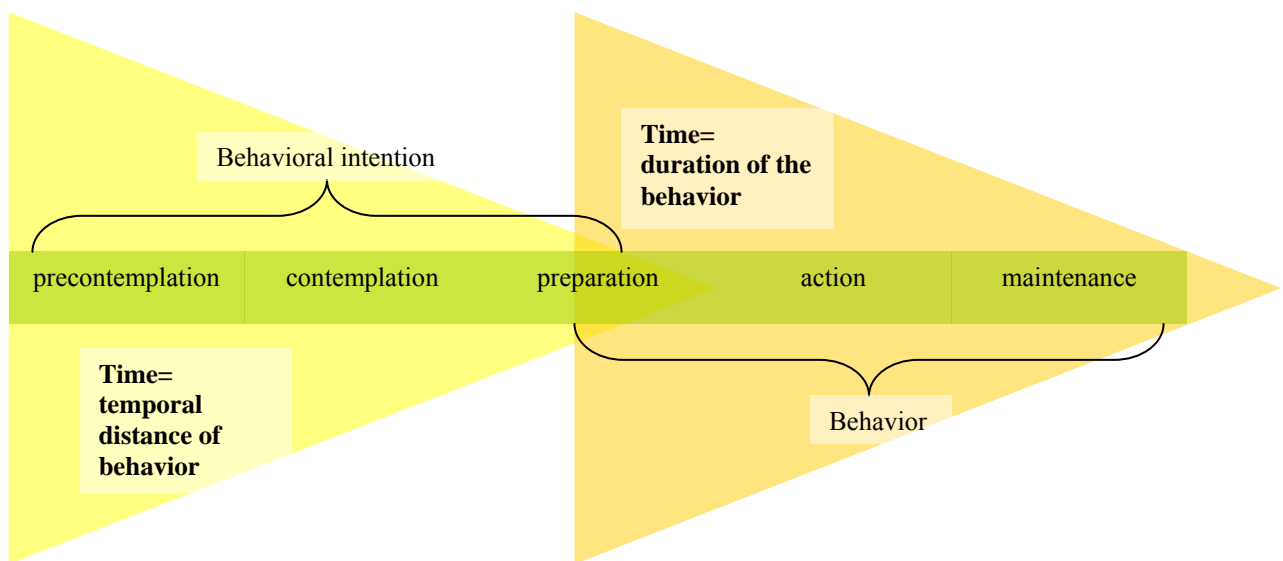 Time=
duration of the
behavior
Behavioral intention
precontemplation contemplation preparation action maintenance
Time=
temporal
distance of
behavior
Behavior